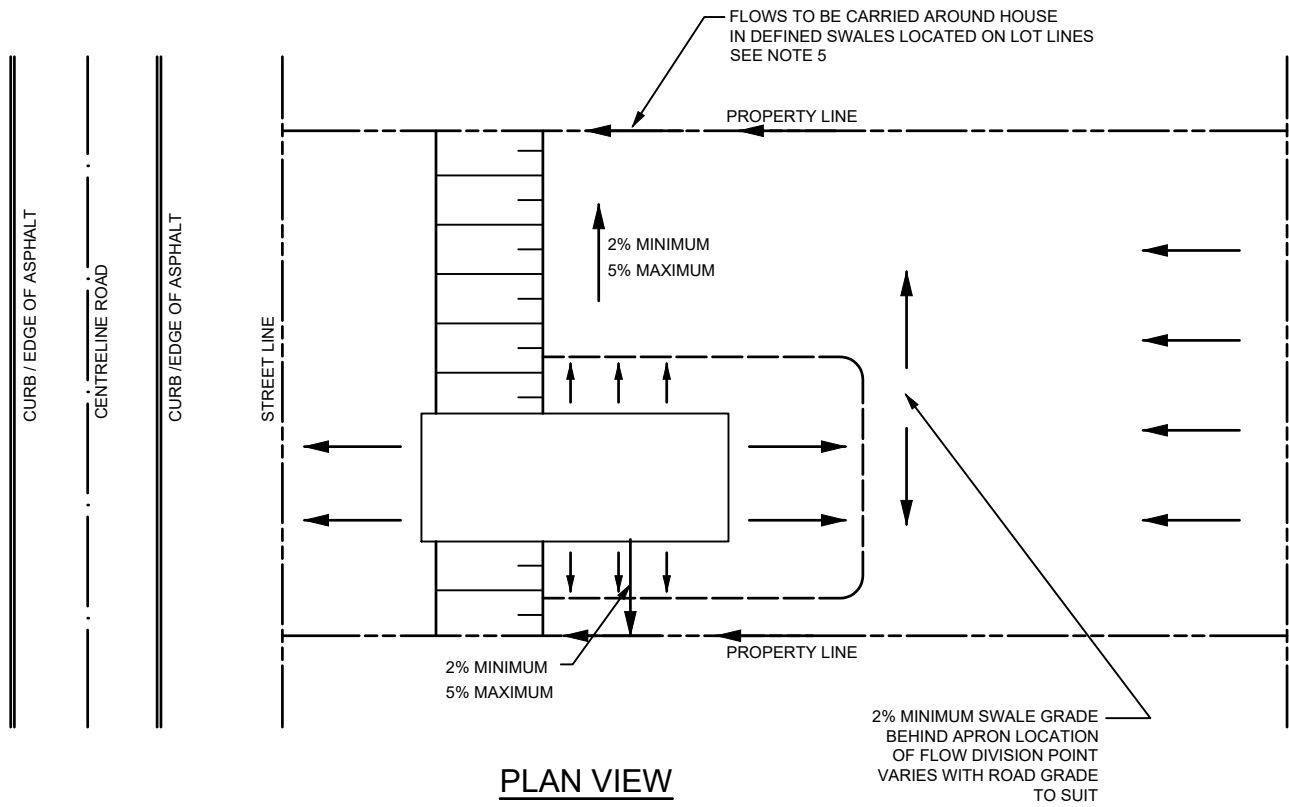 FLOWS TO BE CARRIED AROUND HOUSE
IN DEFINED SWALES LOCATED ON LOT LINES
SEE NOTE 5
PROPERTY LINE
CURB / EDGE OF ASPHALT
CENTRELINE ROAD
CURB /EDGE OF ASPHALT
STREET LINE
2% MINIMUM
5% MAXIMUM
2% MINIMUM
5% MAXIMUM
PROPERTY LINE
2% MINIMUM SWALE GRADE
BEHIND APRON LOCATION
OF FLOW DIVISION POINT
VARIES WITH ROAD GRADE
TO SUIT
PLAN VIEW